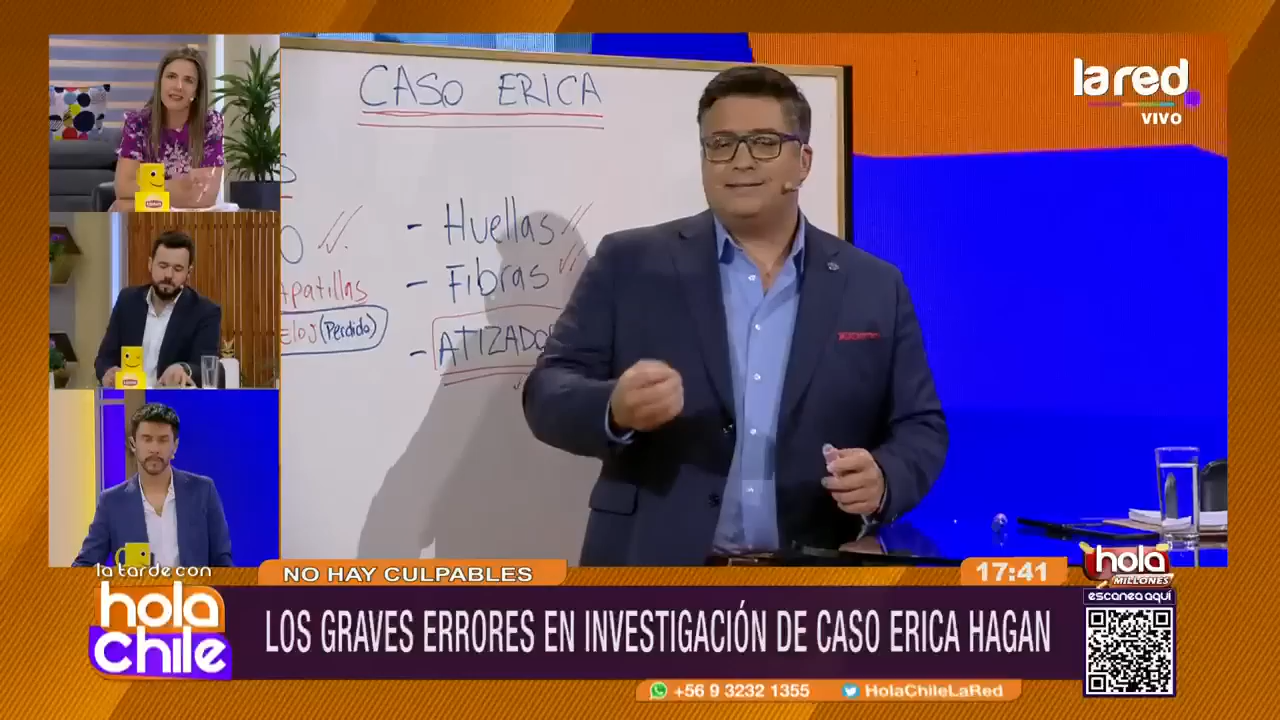 la red
VIVO
CASO ERICA
- Huellas
- Fibras
- ATIZADO
(Perdido)
la tarde con
hola
Chile
NO HAY CULPABLES
17:41
LOS GRAVES ERRORES EN INVESTIGACIÓN DE CASO ERICA HAGAN
hola
MILLONES
escanea aquí
+56 9 3232 1355
HolaChileLaRed